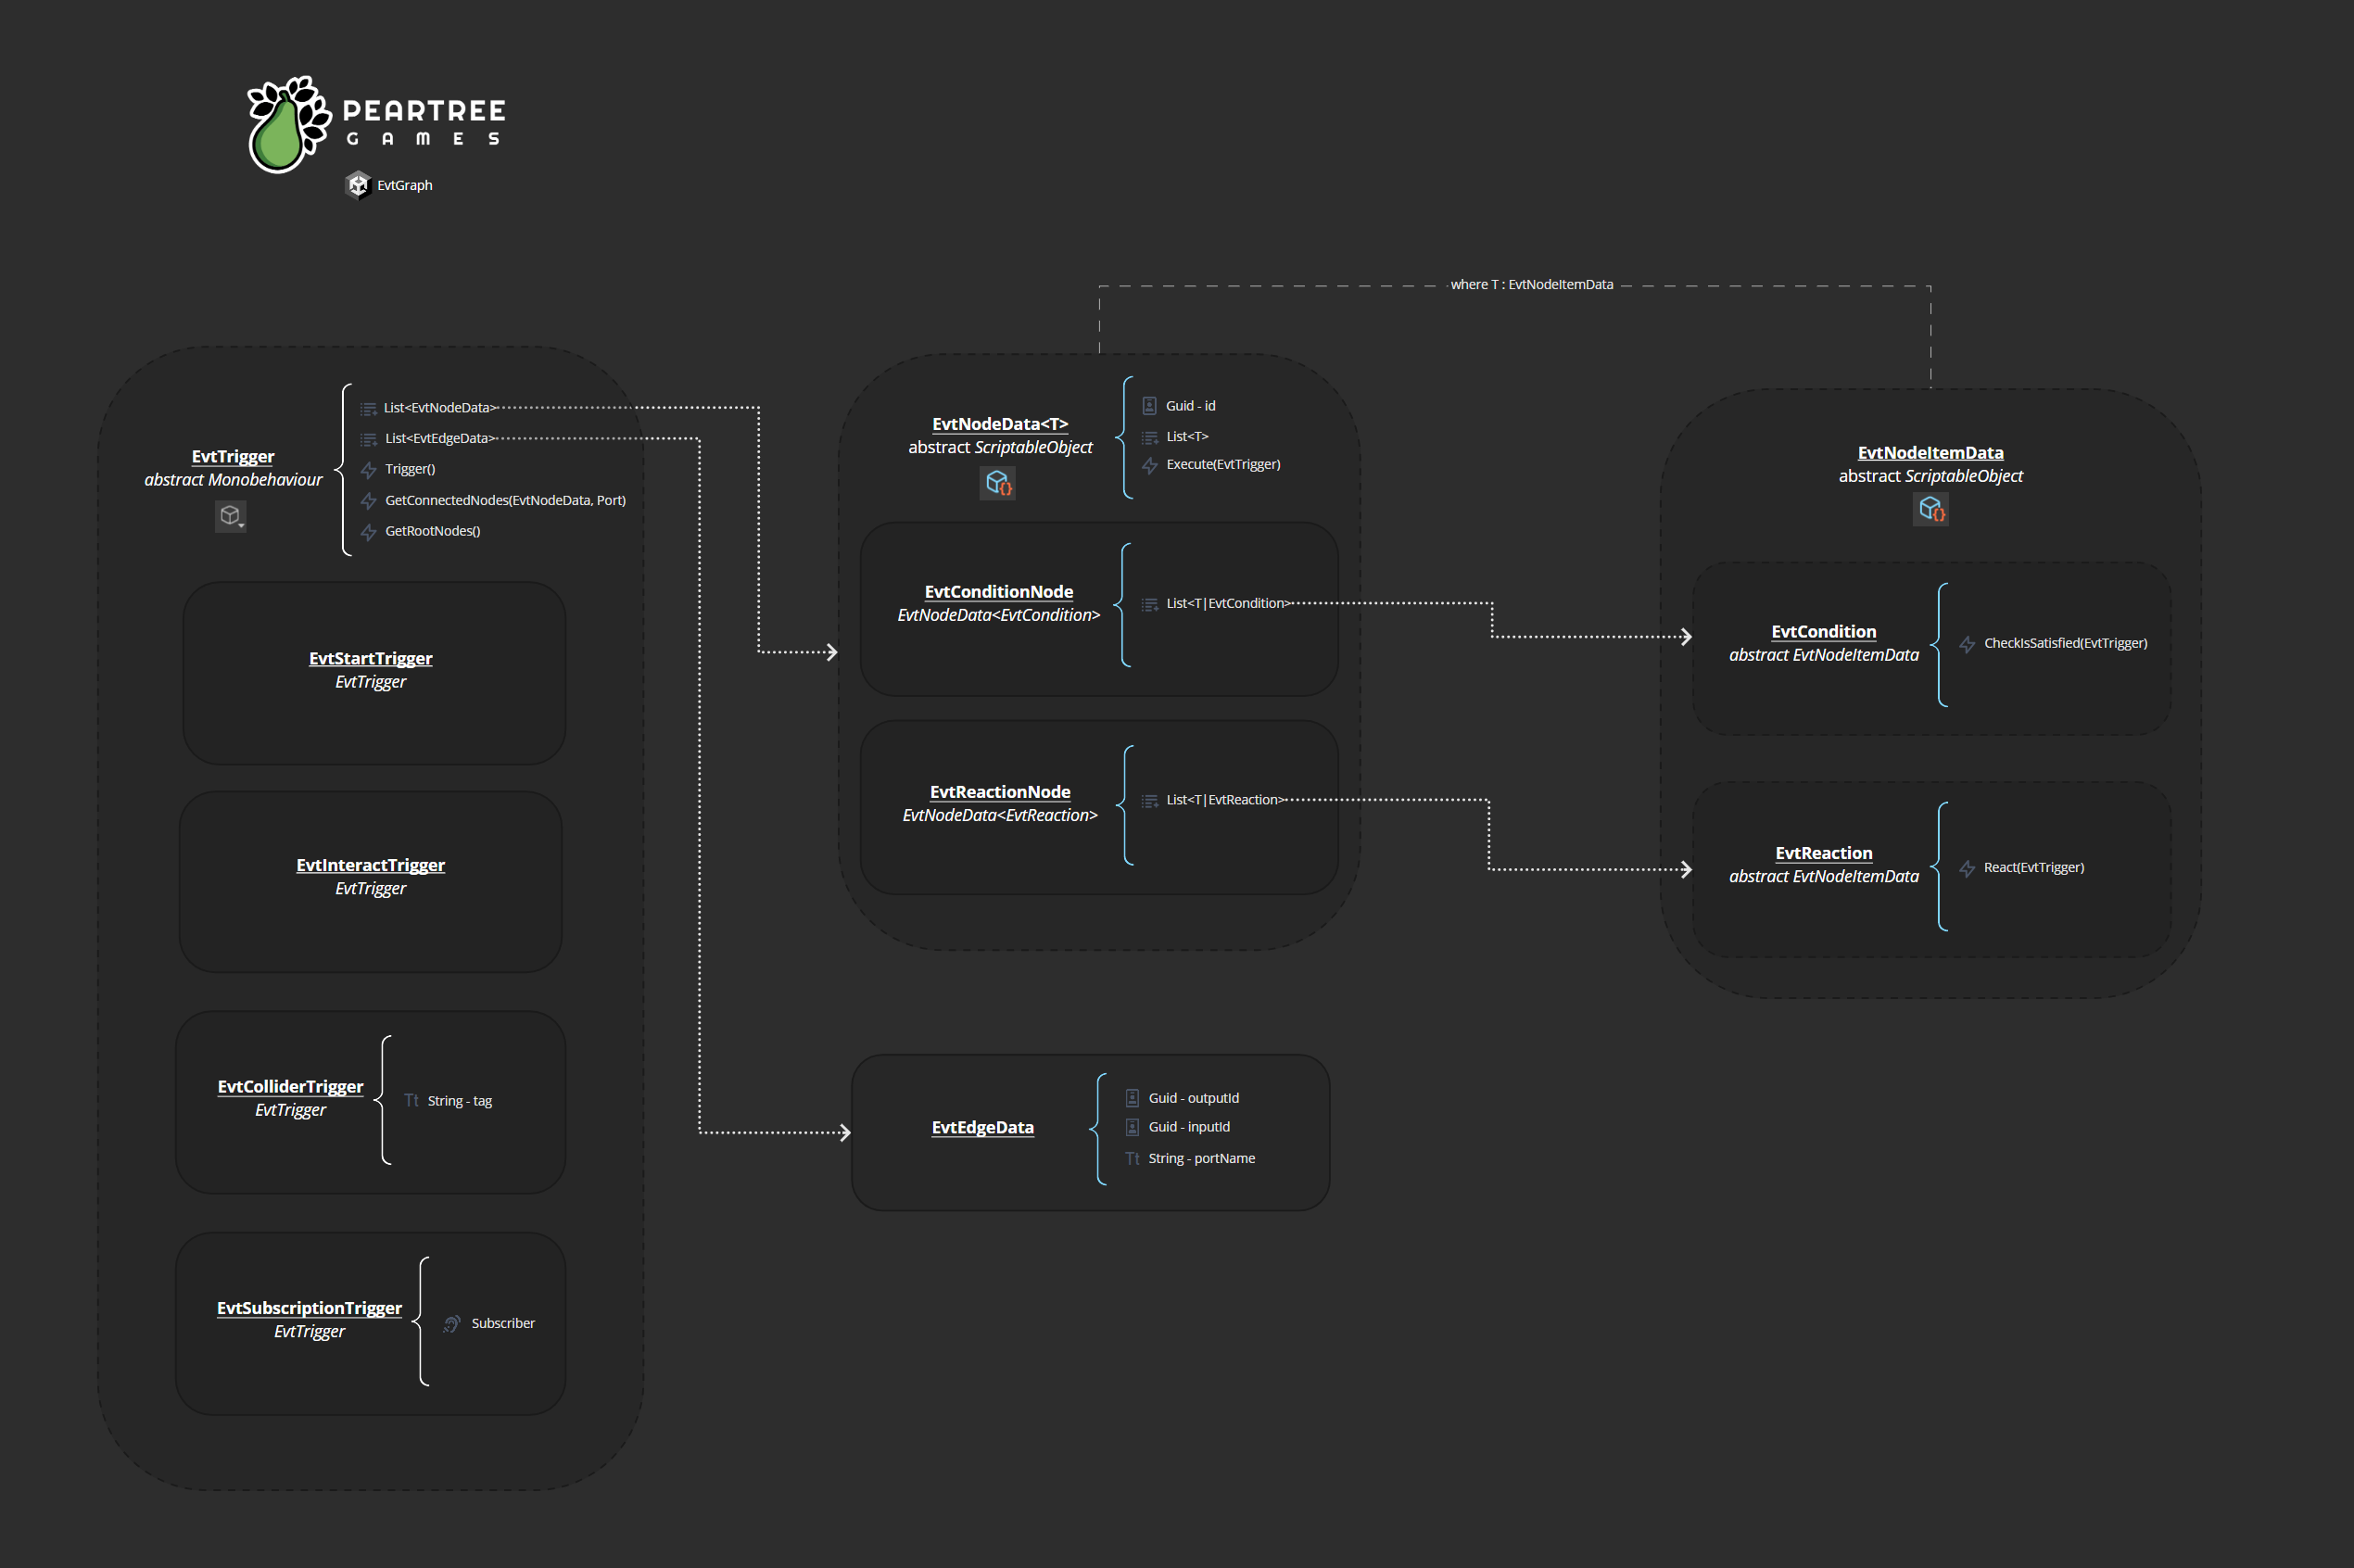 PEARTREE
GAMES
EvtGraph
where T : EvtNodeItemData
EvtTrigger
abstract Monobehaviour
List<EvtNodeData>
List<EvtEdgeData>
Trigger()
GetConnectedNodes(EvtNodeData, Port)
GetRootNodes()
EvtStartTrigger
EvtTrigger
EvtInteractTrigger
EvtTrigger
EvtColliderTrigger
EvtTrigger
Tt String - tag
EvtSubscriptionTrigger
EvtTrigger
Subscriber
EvtNodeData<T>
abstract ScriptableObject
{}
Guid - id
List<T>
Execute(EvtTrigger)
EvtConditionNode
EvtNodeData<EvtCondition>
List<T|EvtCondition>
EvtReactionNode
EvtNodeData<EvtReaction>
List<T|EvtReaction>
EvtEdgeData
Guid - outputId
Guid - inputId
Tt String - portName
EvtNodeItemData
abstract ScriptableObject
{}
EvtCondition
abstract EvtNodeItemData
CheckIsSatisfied(EvtTrigger)
EvtReaction
abstract EvtNodeItemData
React(EvtTrigger)